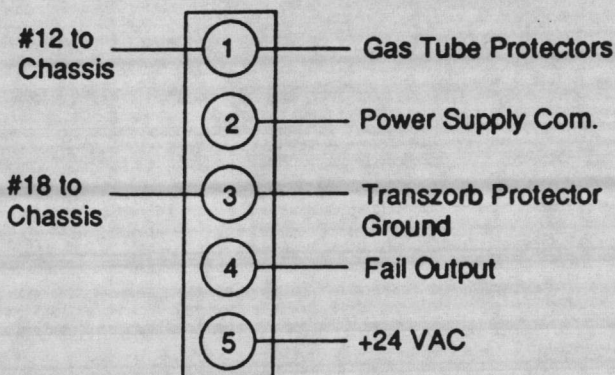 #12 to
Chassis
1
Gas Tube Protectors
2
Power Supply Com.
#18 to
Chassis
3
Transzorb Protector
Ground
4
Fail Output
5
+24 VAC